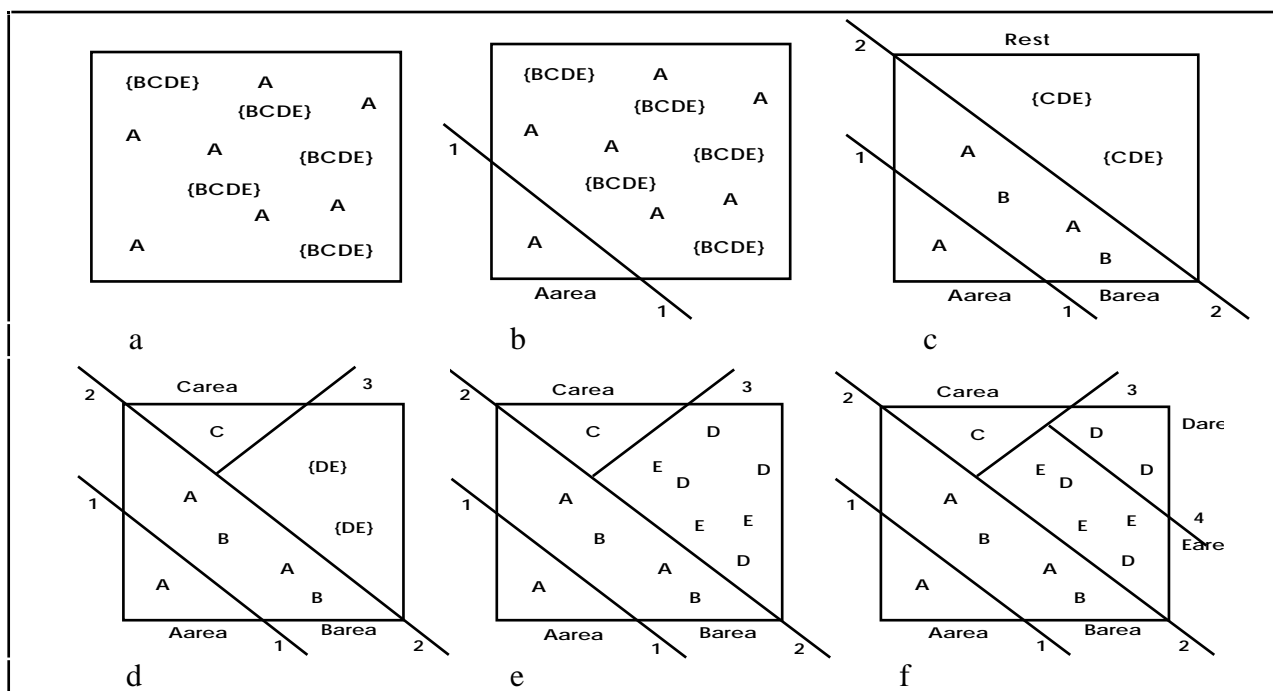 {BCDE} A
{BCDE} A
A A {BCDE}
{BCDE} A
A
A {BCDE}
a
{BCDE} A
{BCDE} A
1 A A {BCDE}
{BCDE} A
A
A {BCDE}
Aarea 1
b
2 Rest
{CDE}
1 A {CDE}
B
A A
B
Aarea 1 Barea 2
c
2 Carea 3
C
{DE}
1 A
B {DE}
A A
B
Aarea 1 Barea 2
d
2 Carea 3
C D
E D D
1 A
B E E
A A D
B
Aarea 1 Barea 2
e
2 Carea 3
C D Dare
E D D
1 A 4
B E E Eare
A A D
B
Aarea 1 Barea 2
f